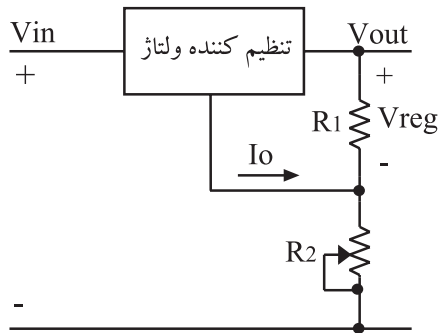 Vin
تنظیم کننده ولتاژ
Vout
+
+
R1
Vreg
Io
-
R2
-